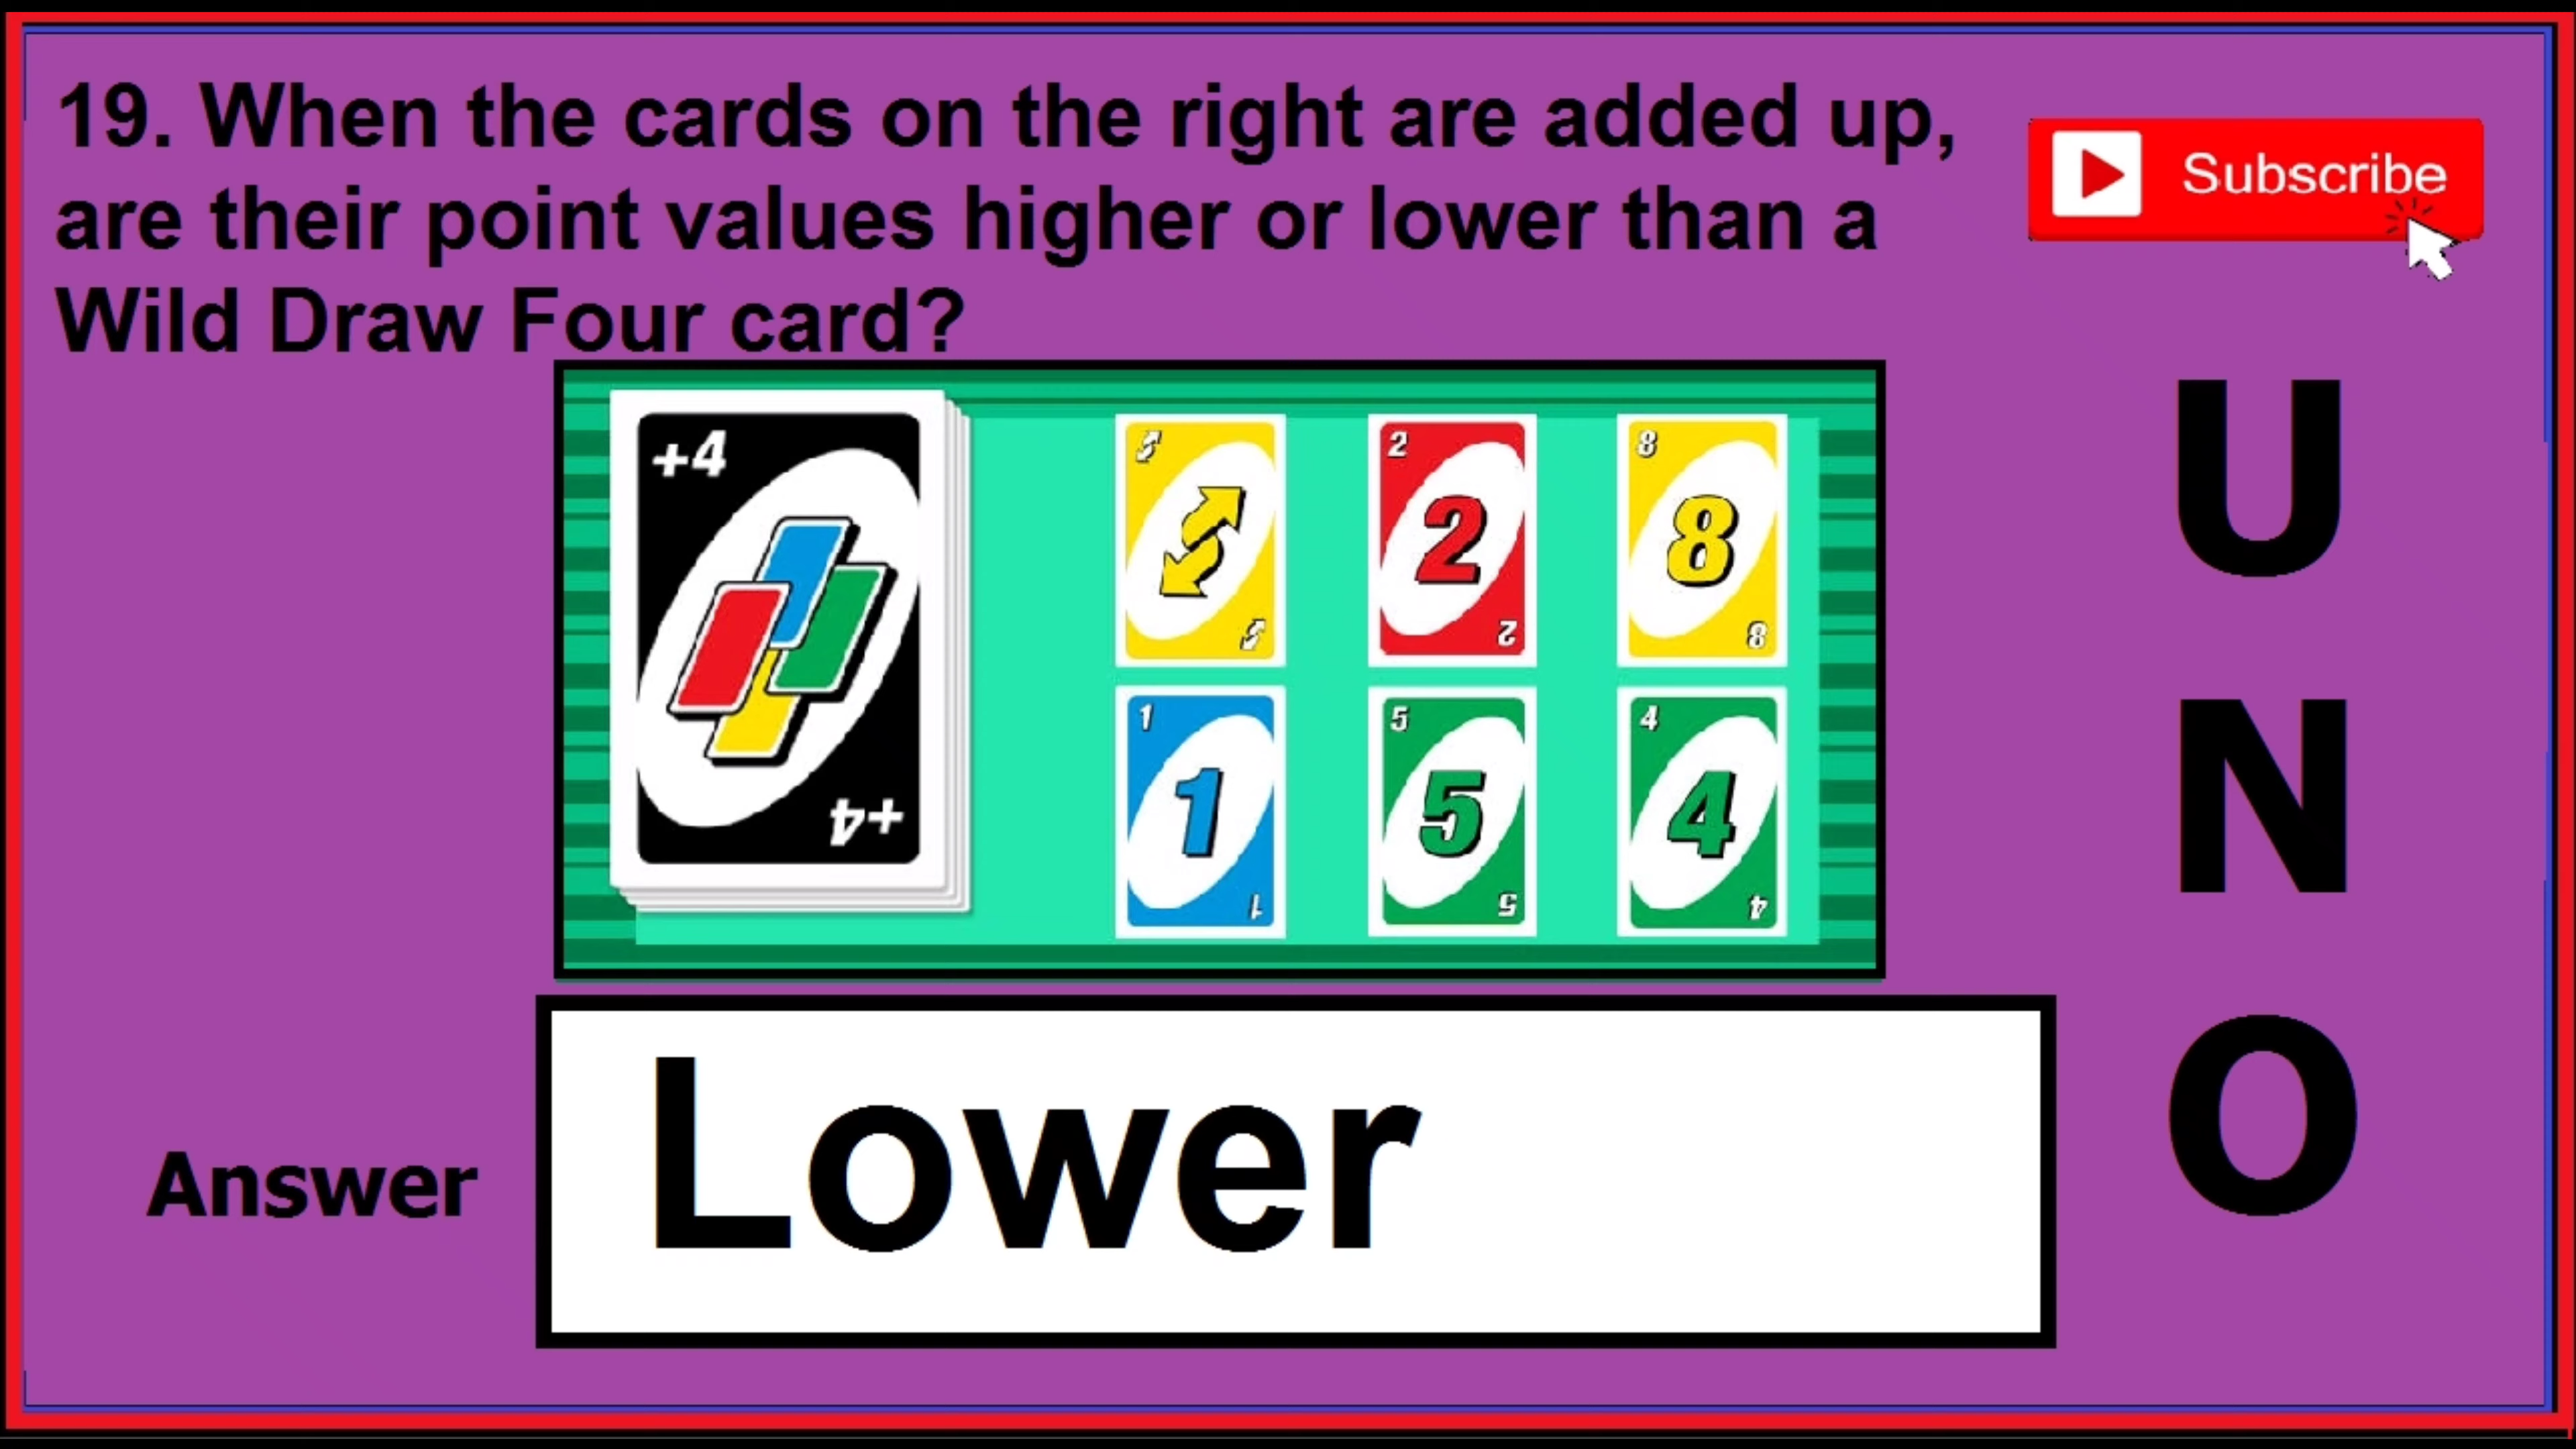 19. When the cards on the right are added up,
are their point values higher or lower than a
Wild Draw Four card?
Subscribe
+4
+4
2
2
2
8
8
8
1
1
1
5
5
5
4
4
4
U
N
O
Answer
Lower